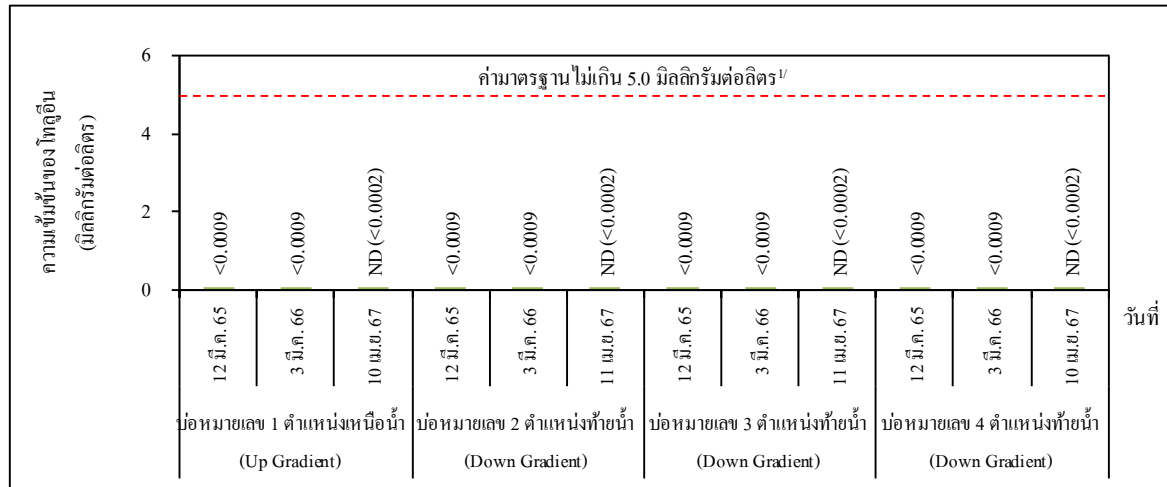 6
ค่ามาตรฐานไม่เกิน 5.0 มิลลิกรัมต่อลิตร1/
4
2
0
ความเข้มข้นของโทลูอีน
(มิลลิกรัมต่อลิตร)
<0.0009 <0.0009 ND (<0.0002) <0.0009 <0.0009 ND (<0.0002) <0.0009 <0.0009 ND (<0.0002) <0.0009 <0.0009 ND (<0.0002)
12 มี.ค. 65 3 มี.ค. 66 10 เม.ย. 67 12 มี.ค. 65 3 มี.ค. 66 11 เม.ย. 67 12 มี.ค. 65 3 มี.ค. 66 11 เม.ย. 67 12 มี.ค. 65 3 มี.ค. 66 10 เม.ย. 67
วันที่
บ่อหมายเลข 1 ตำแหน่งเหนือน้ำ บ่อหมายเลข 2 ตำแหน่งท้ายน้ำ บ่อหมายเลข 3 ตำแหน่งท้ายน้ำ บ่อหมายเลข 4 ตำแหน่งท้ายน้ำ
(Up Gradient) (Down Gradient) (Down Gradient) (Down Gradient)